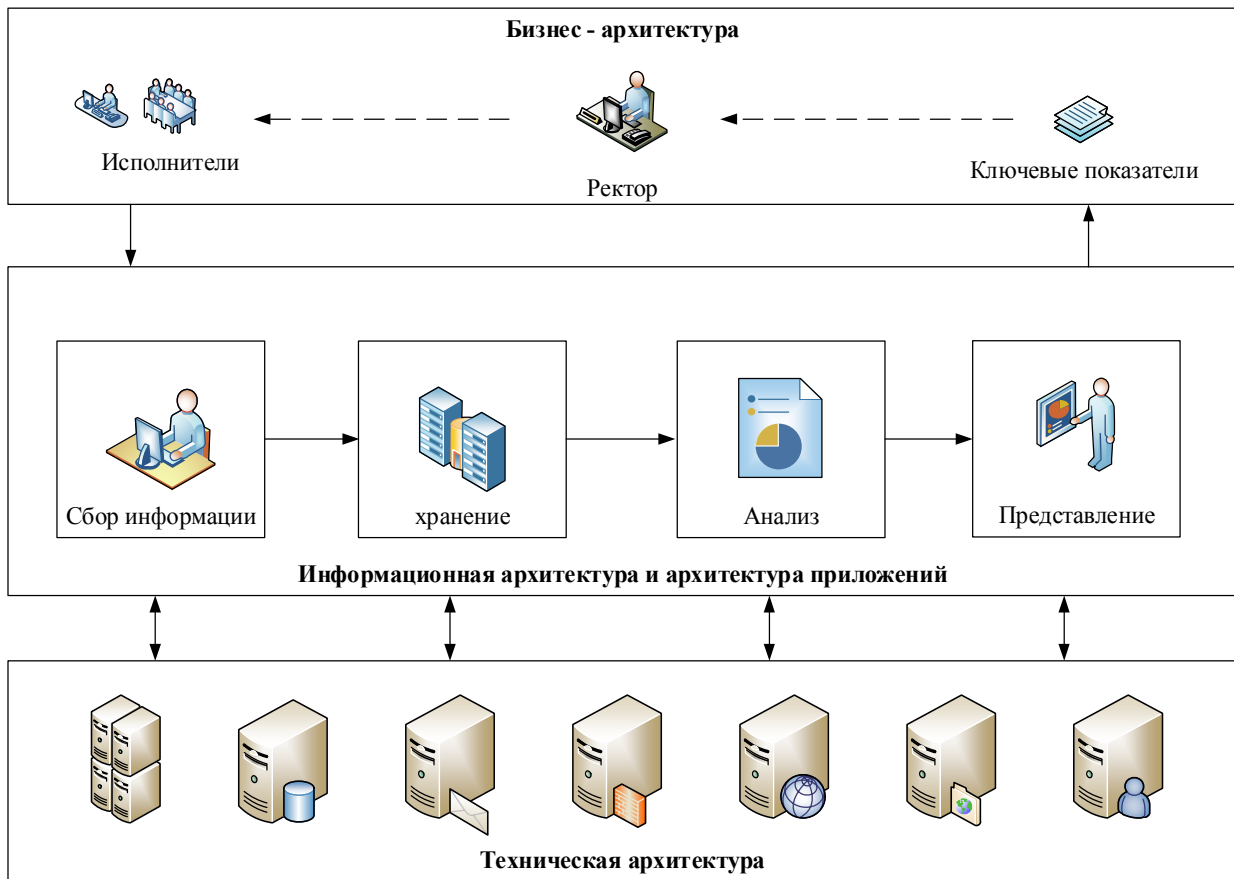 Бизнес - архитектура
Исполнители
Ректор
Ключевые показатели
Сбор информации
хранение
Анализ
Представление
Информационная архитектура и архитектура приложений
Техническая архитектура